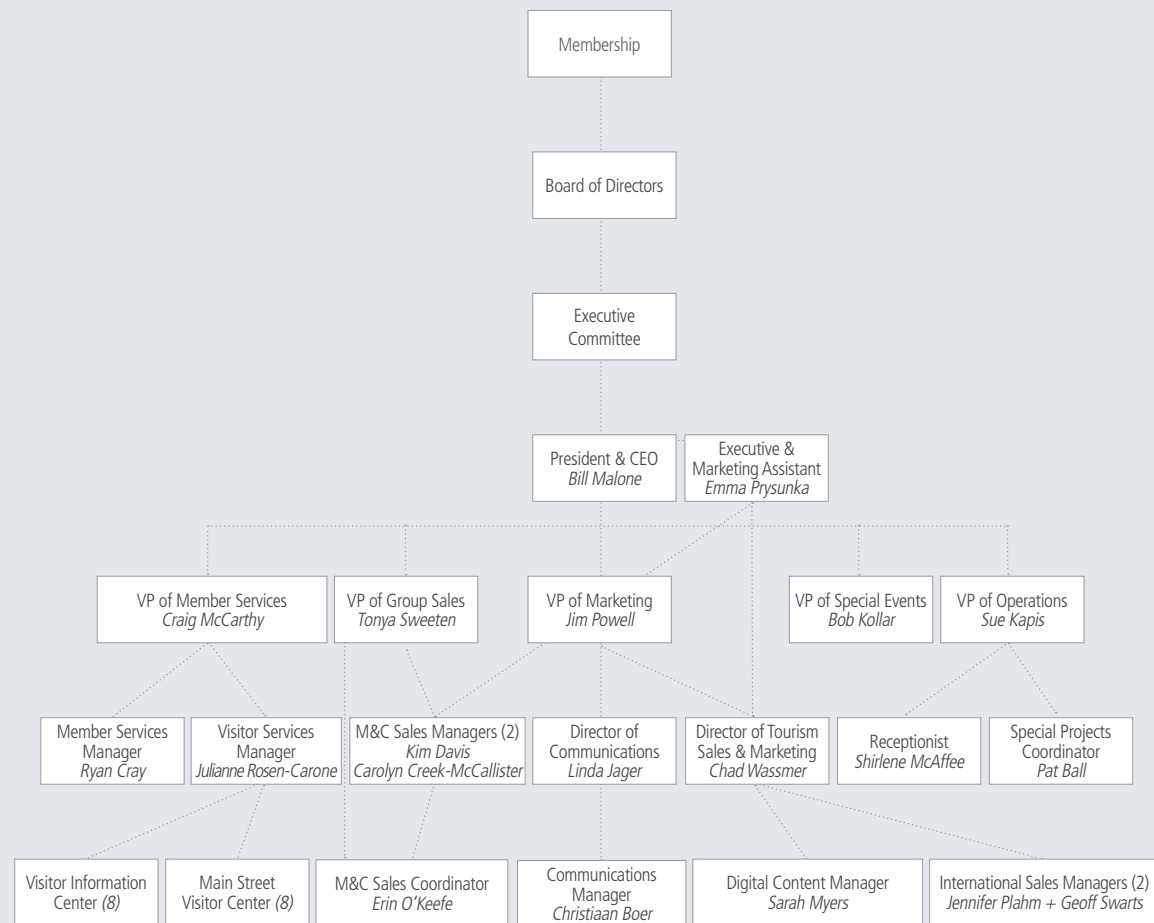 Membership
Board of Directors
Executive
Committee
President & CEO
Bill Malone
Executive &
Marketing Assistant
Emma Prysunka
VP of Member Services
Craig McCarthy
VP of Group Sales
Tonya Sweeten
VP of Marketing
Jim Powell
VP of Special Events
Bob Kollar
VP of Operations
Sue Kapis
Member Services
Manager
Ryan Cray
Visitor Services
Manager
Julianne Rosen-Carone
M&C Sales Managers (2)
Kim Davis
Carolyn Creek-McCallister
Director of
Communications
Linda Jager
Director of Tourism
Sales & Marketing
Chad Wassmer
Receptionist
Shirlene McAffee
Special Projects
Coordinator
Pat Ball
Visitor Information
Center (8)
Main Street
Visitor Center (8)
M&C Sales Coordinator
Erin O’Keefe
Communications
Manager
Christiaan Boer
Digital Content Manager
Sarah Myers
International Sales Managers (2)
Jennifer Plahm + Geoff Swarts